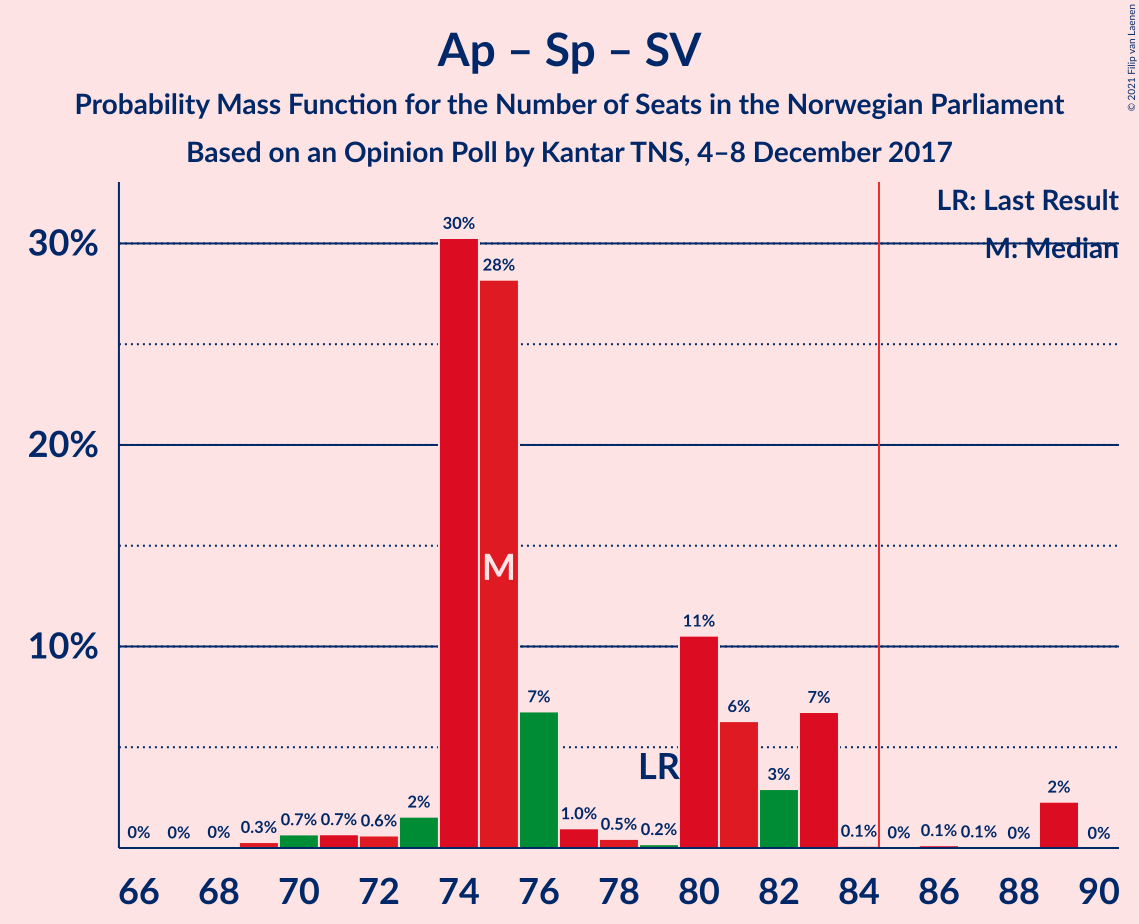 Ap – Sp – SV
Probability Mass Function for the Number of Seats in the Norwegian Parliament
Based on an Opinion Poll by Kantar TNS, 4–8 December 2017
© 2021 Filip van Laenen
LR: Last Result
M: Median
30%
20%
10%
0% 0% 0% 0.3% 0.7% 0.7% 0.6% 2% 30% 28% 7% 1.0% 0.5% 0.2% 11% 6% 3% 7% 0.1% 0% 0.1% 0.1% 0% 2% 0%
M
LR
66 68 70 72 74 76 78 80 82 84 86 88 90